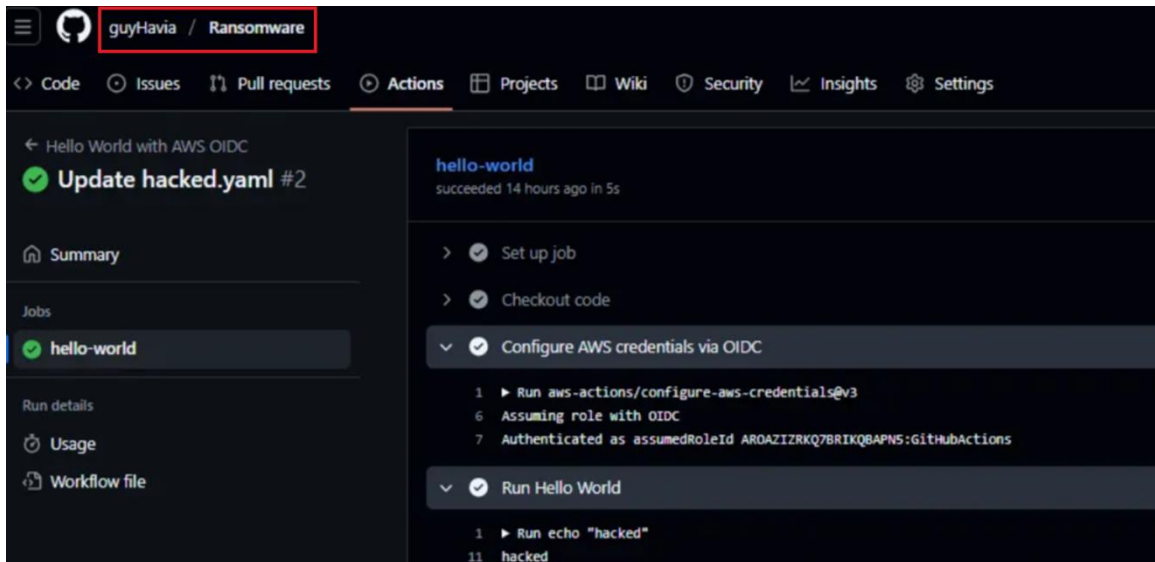 guyHavia / Ransomware
Code Issues Pull requests Actions Projects Wiki Security Insights Settings
Hello World with AWS OIDC
Update hacked.yaml #2
Summary
Jobs
hello-world
Run details
Usage
Workflow file
hello-world
succeeded 14 hours ago in 5s
Set up job
Checkout code
Configure AWS credentials via OIDC
1 Run aws-actions/configure-aws-credentials@v3
6 Assuming role with OIDC
7 Authenticated as assumedRoleId AROAZIZRKQ7BRIKQBAPN5:GitHubActions
Run Hello World
1 Run echo "hacked"
11 hacked